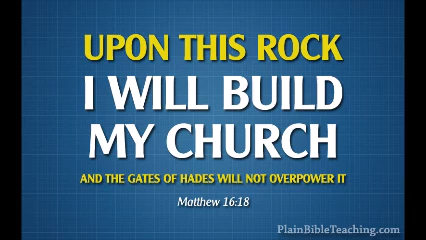 UPON THIS ROCK
I WILL BUILD
MY CHURCH
AND THE GATES OF HADES WILL NOT OVERPOWER IT
Matthew 16:18
PlainBibleTeaching.com